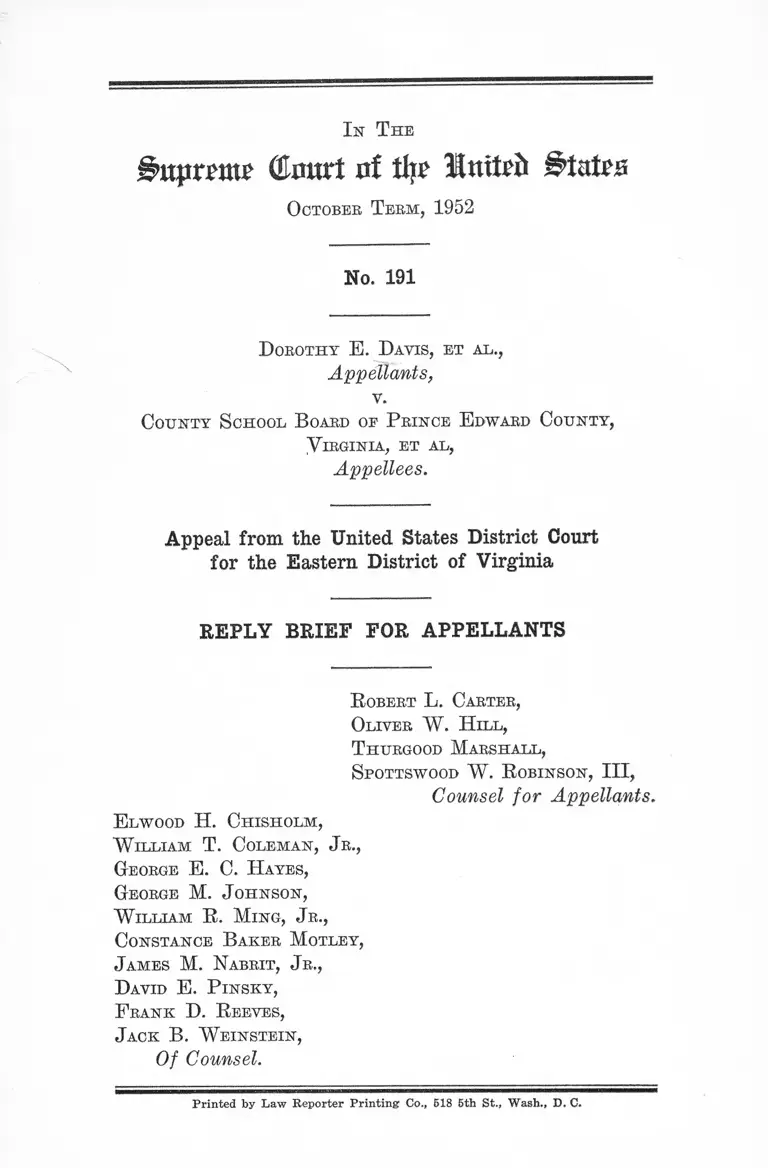 In The
Supreme Court of the United States
October Term, 1952
No. 191
Dorothy E. Davis, et al.,
Appellants,
v.
County School Board of Prince Edward County,
Virginia, et al,
Appellees.
Appeal from the United States District Court
for the Eastern District of Virginia
REPLY BRIEF FOR APPELLANTS
Robert L. Carter,
Oliver W. Hill,
Thurgood Marshall,
Spottswood W. Robinson, III,
Counsel for Appellants.
Elwood H. Chisholm,
William T. Coleman, Jr.,
George E. C. Hayes,
George M. Johnson,
William R. Ming, Jr.,
Constance Baker Motley,
James M. Nabrit, Jr.,
David E. Pinsky,
Frank D. Reeves,
Jack B. Weinstein,
Of Counsel.
Printed by Law Reporter Printing Co., 518 5th St., Wash., D. C.